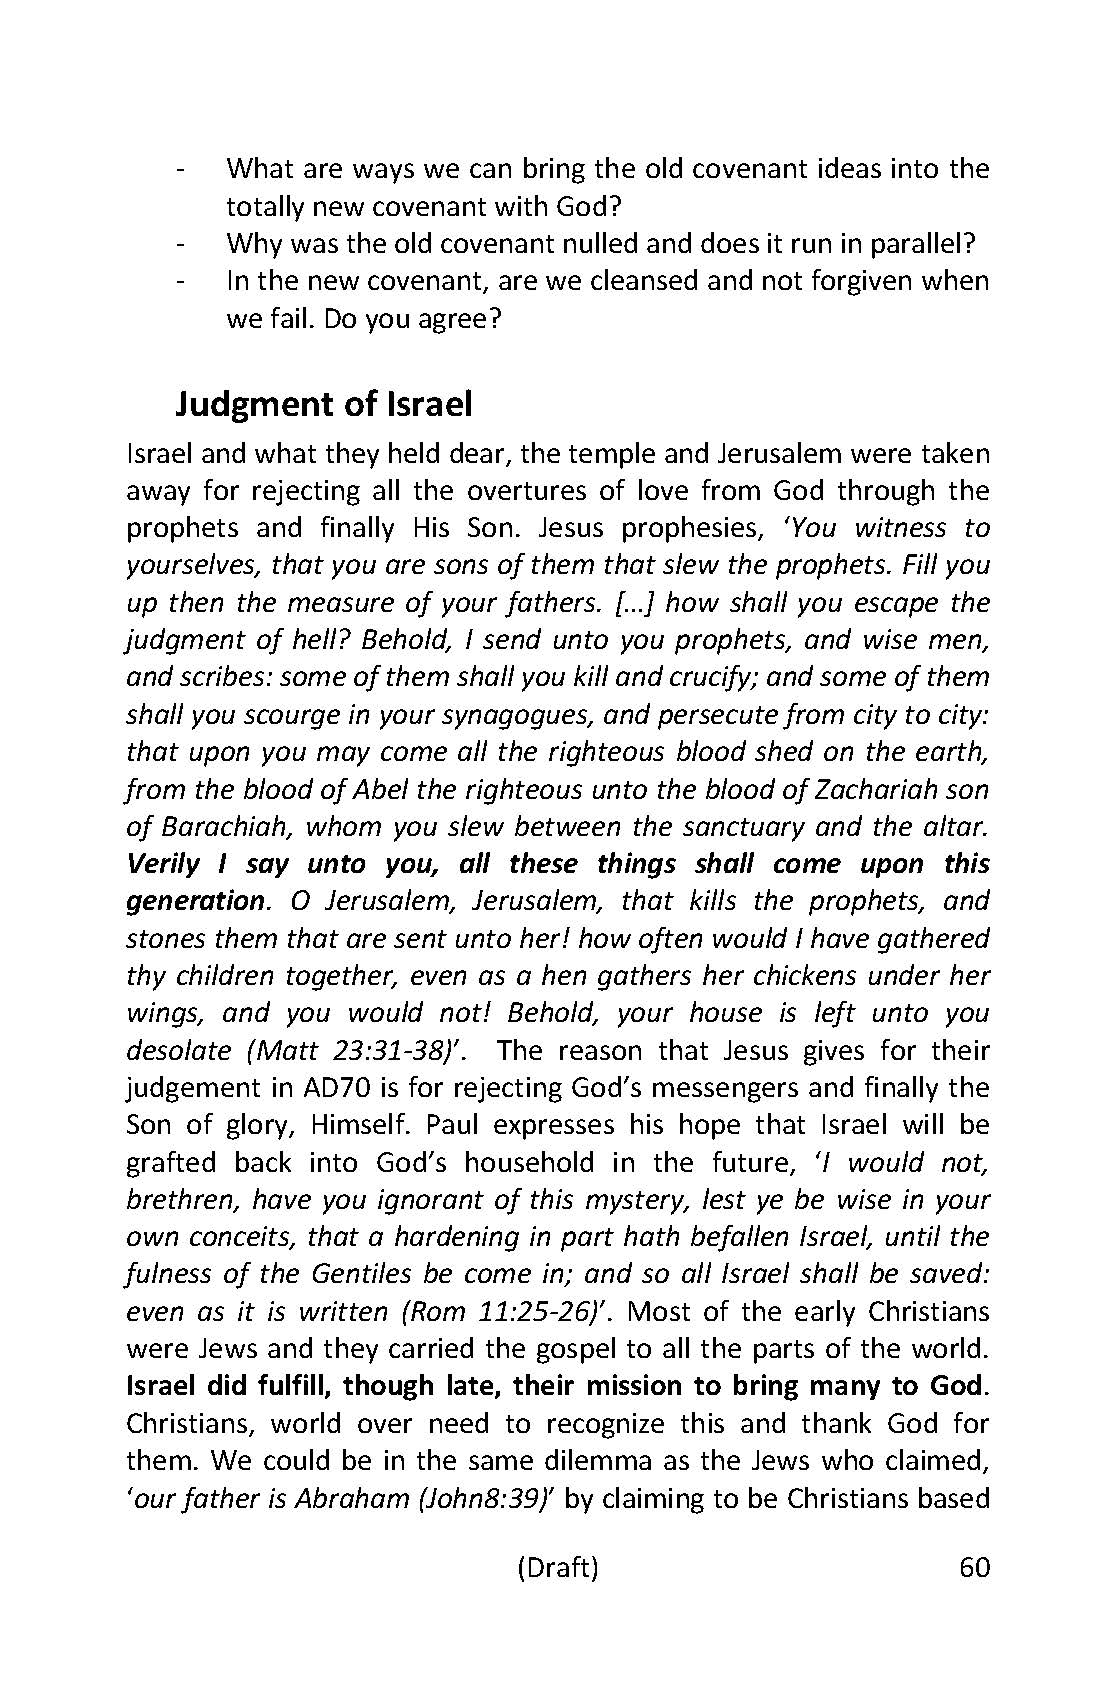 - What are ways we can bring the old covenant ideas into the
totally new covenant with God?
- Why was the old covenant nulled and does it run in parallel?
- In the new covenant, are we cleansed and not forgiven when
we fail. Do you agree?
Judgment of Israel
Israel and what they held dear, the temple and Jerusalem were taken
away for rejecting all the overtures of love from God through the
prophets and finally His Son. Jesus prophesies, ‘You witness to
yourselves, that you are sons of them that slew the prophets. Fill you
up then the measure of your fathers. […] how shall you escape the
judgment of hell? Behold, I send unto you prophets, and wise men,
and scribes: some of them shall you kill and crucify; and some of them
shall you scourge in your synagogues, and persecute from city to city:
that upon you may come all the righteous blood shed on the earth,
from the blood of Abel the righteous unto the blood of Zachariah son
of Barachiah, whom you slew between the sanctuary and the altar.
Verily I say unto you, all these things shall come upon this
generation. O Jerusalem, Jerusalem, that kills the prophets, and
stones them that are sent unto her! how often would I have gathered
thy children together, even as a hen gathers her chickens under her
wings, and you would not! Behold, your house is left unto you
desolate (Matt 23:31-38)’. The reason that Jesus gives for their
judgement in AD70 is for rejecting God’s messengers and finally the
Son of glory, Himself. Paul expresses his hope that Israel will be
grafted back into God’s household in the future, ‘I would not,
brethren, have you ignorant of this mystery, lest ye be wise in your
own conceits, that a hardening in part hath befallen Israel, until the
fulness of the Gentiles be come in; and so all Israel shall be saved:
even as it is written (Rom 11:25-26)’. Most of the early Christians
were Jews and they carried the gospel to all the parts of the world.
Israel did fulfill, though late, their mission to bring many to God.
Christians, world over need to recognize this and thank God for
them. We could be in the same dilemma as the Jews who claimed,
‘our father is Abraham (John8:39)’ by claiming to be Christians based
(Draft) 60